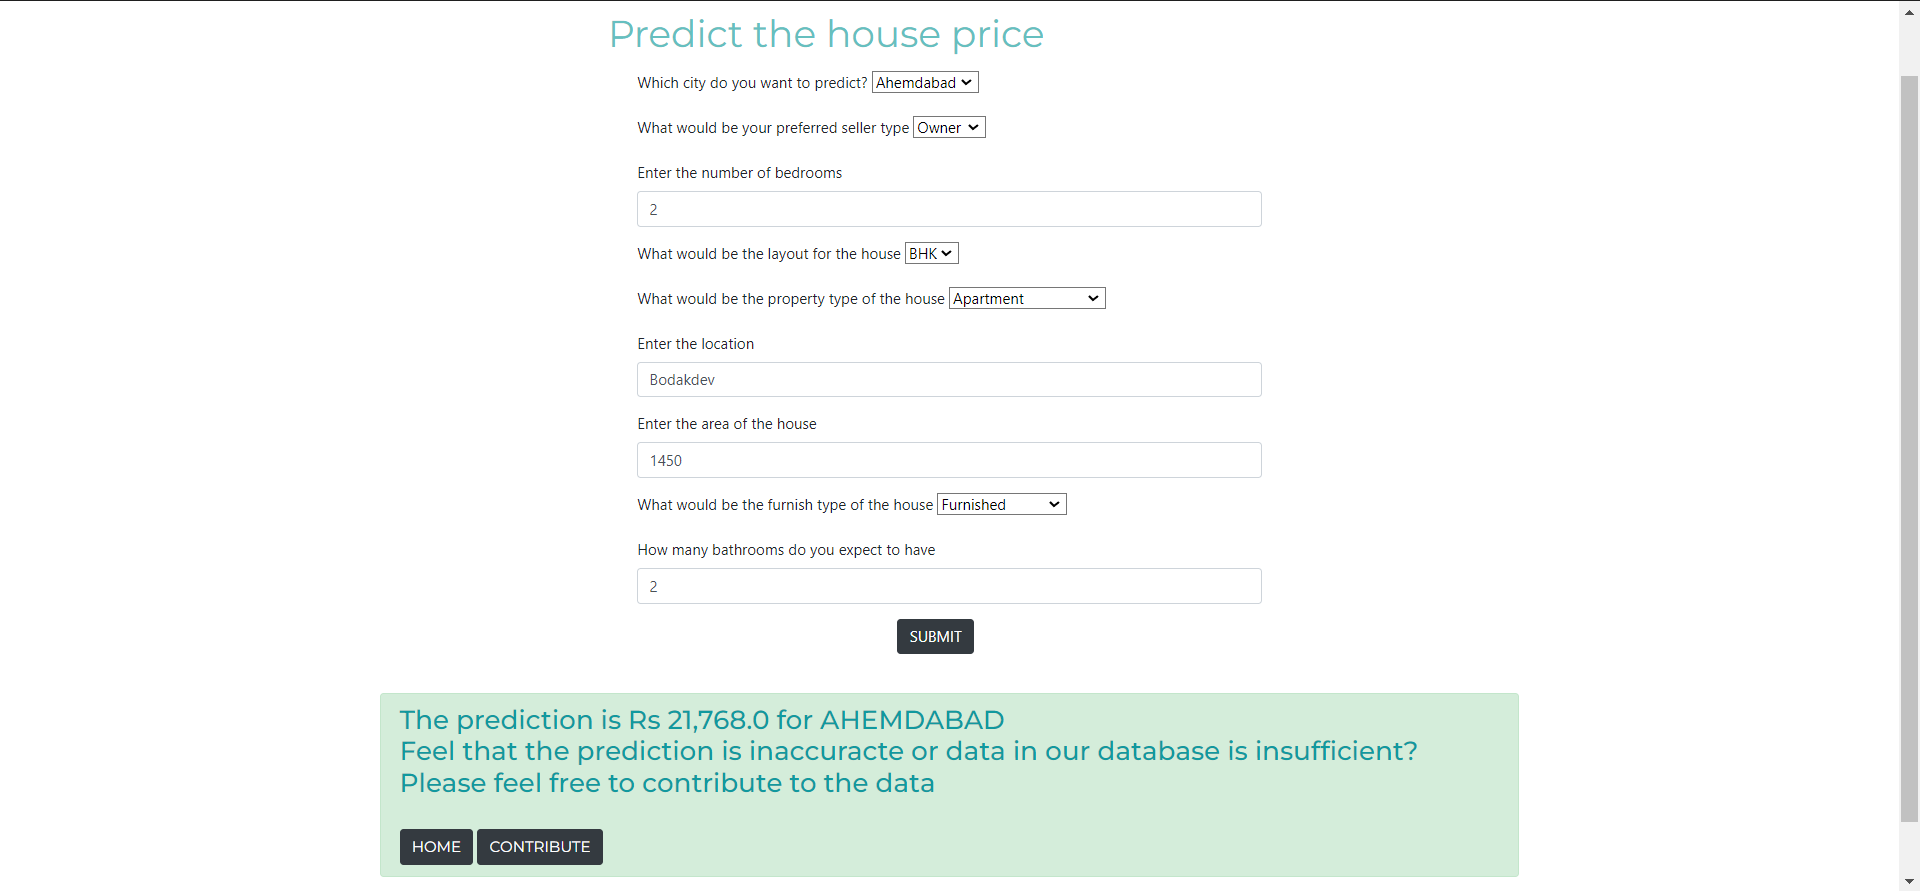 Predict the house price
Which city do you want to predict? Ahemdabad
What would be your preferred seller type Owner
Enter the number of bedrooms
2
What would be the layout for the house BHK
What would be the property type of the house Apartment
Enter the location
Bodakdev
Enter the area of the house
1450
What would be the furnish type of the house Furnished
How many bathrooms do you expect to have
2
SUBMIT
The prediction is Rs 21,768.0 for AHEMDABAD
Feel that the prediction is inaccuracte or data in our database is insufficient?
Please feel free to contribute to the data
HOME CONTRIBUTE